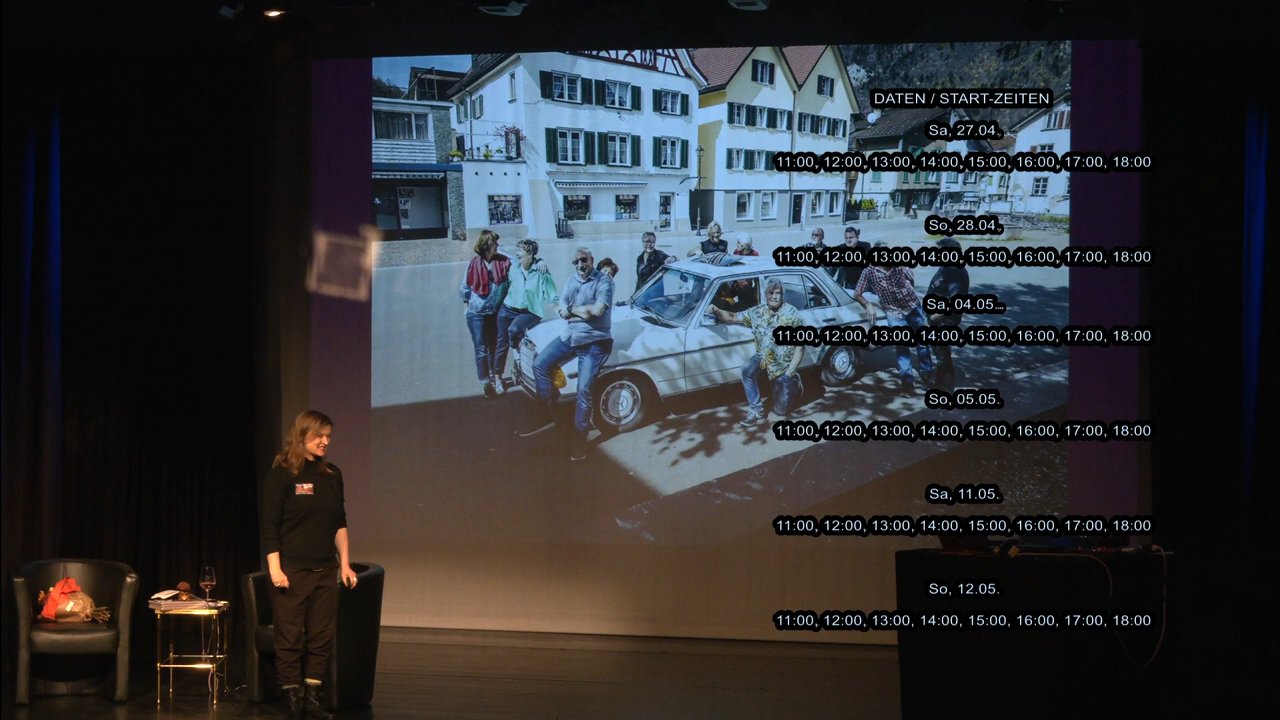 DATEN / START-ZEITEN
Sa, 27.04.
11:00, 12:00, 13:00, 14:00, 15:00, 16:00, 17:00, 18:00
So, 28.04.
11:00, 12:00, 13:00, 14:00, 15:00, 16:00, 17:00, 18:00
Sa, 04.05.
11:00, 12:00, 13:00, 14:00, 15:00, 16:00, 17:00, 18:00
So, 05.05.
11:00, 12:00, 13:00, 14:00, 15:00, 16:00, 17:00, 18:00
Sa, 11.05.
11:00, 12:00, 13:00, 14:00, 15:00, 16:00, 17:00, 18:00
So, 12.05.
11:00, 12:00, 13:00, 14:00, 15:00, 16:00, 17:00, 18:00